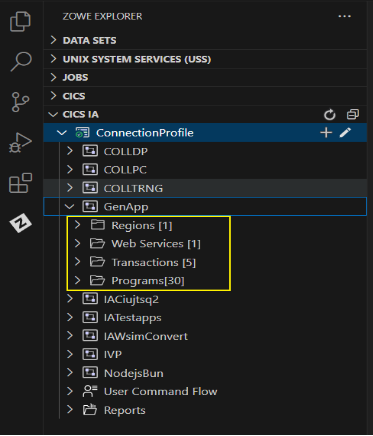 ZOWE EXPLORER
DATA SETS
UNIX SYSTEM SERVICES (USS)
JOBS
CICS
CICS IA
ConnectionProfile
COLLDP
COLLPC
COLLTRNG
GenApp
Regions [1]
Web Services [1]
Transactions [5]
Programs[30]
IACiujtsq2
IATestapps
IAWsimConvert
IVP
NodejsBun
User Command Flow
Reports